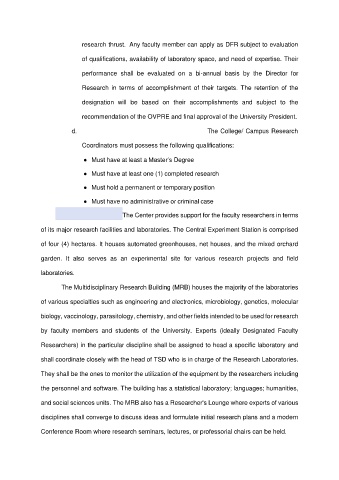 research thrust. Any faculty member can apply as DFR subject to evaluation
of qualifications, availability of laboratory space, and need of expertise. Their
performance shall be evaluated on a bi-annual basis by the Director for
Research in terms of accomplishment of their targets. The retention of the
designation will be based on their accomplishments and subject to the
recommendation of the OVPRE and final approval of the University President.
d. The College/ Campus Research
Coordinators must possess the following qualifications:
● Must have at least a Master's Degree
● Must have at least one (1) completed research
● Must hold a permanent or temporary position
● Must have no administrative or criminal case
The Center provides support for the faculty researchers in terms
of its major research facilities and laboratories. The Central Experiment Station is comprised
of four (4) hectares. It houses automated greenhouses, net houses, and the mixed orchard
garden. It also serves as an experimental site for various research projects and field
laboratories.
The Multidisciplinary Research Building (MRB) houses the majority of the laboratories
of various specialties such as engineering and electronics, microbiology, genetics, molecular
biology, vaccinology, parasitology, chemistry, and other fields intended to be used for research
by faculty members and students of the University. Experts (ideally Designated Faculty
Researchers) in the particular discipline shall be assigned to head a specific laboratory and
shall coordinate closely with the head of TSD who is in charge of the Research Laboratories.
They shall be the ones to monitor the utilization of the equipment by the researchers including
the personnel and software. The building has a statistical laboratory; languages; humanities,
and social sciences units. The MRB also has a Researcher's Lounge where experts of various
disciplines shall converge to discuss ideas and formulate initial research plans and a modern
Conference Room where research seminars, lectures, or professorial chairs can be held.